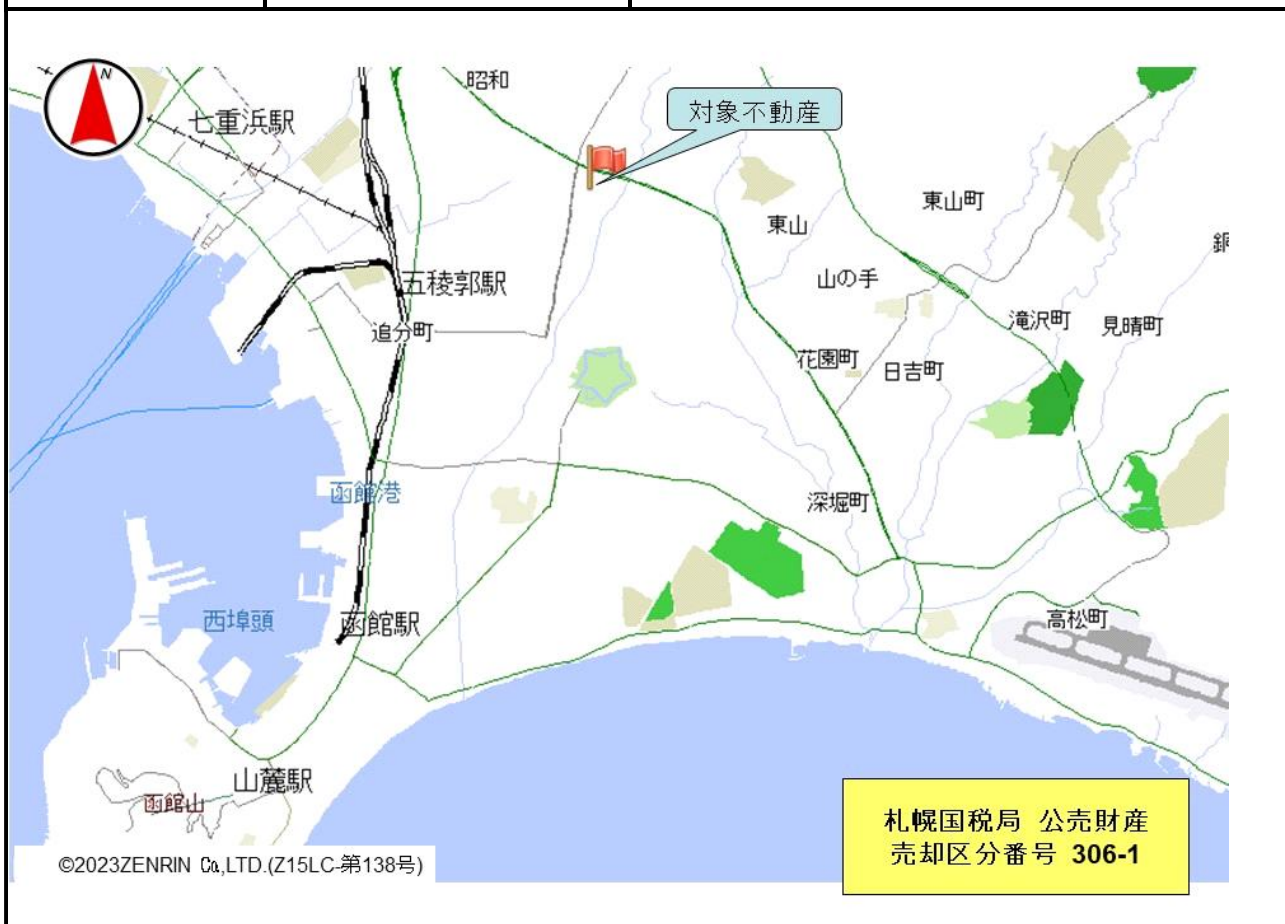 N
昭和
対象不動産
七重浜駅
東山町
東山
銅
山の手
五稜郭駅
滝沢町
見晴町
追分町
花園町
日吉町
函館港
深堀町
西埠頭
函館駅
高松町
山麓駅
函館山
札幌国税局 公売財産
売却区分番号 306-1
©2023ZENRIN Co,LTD.(Z15LC-第138号)